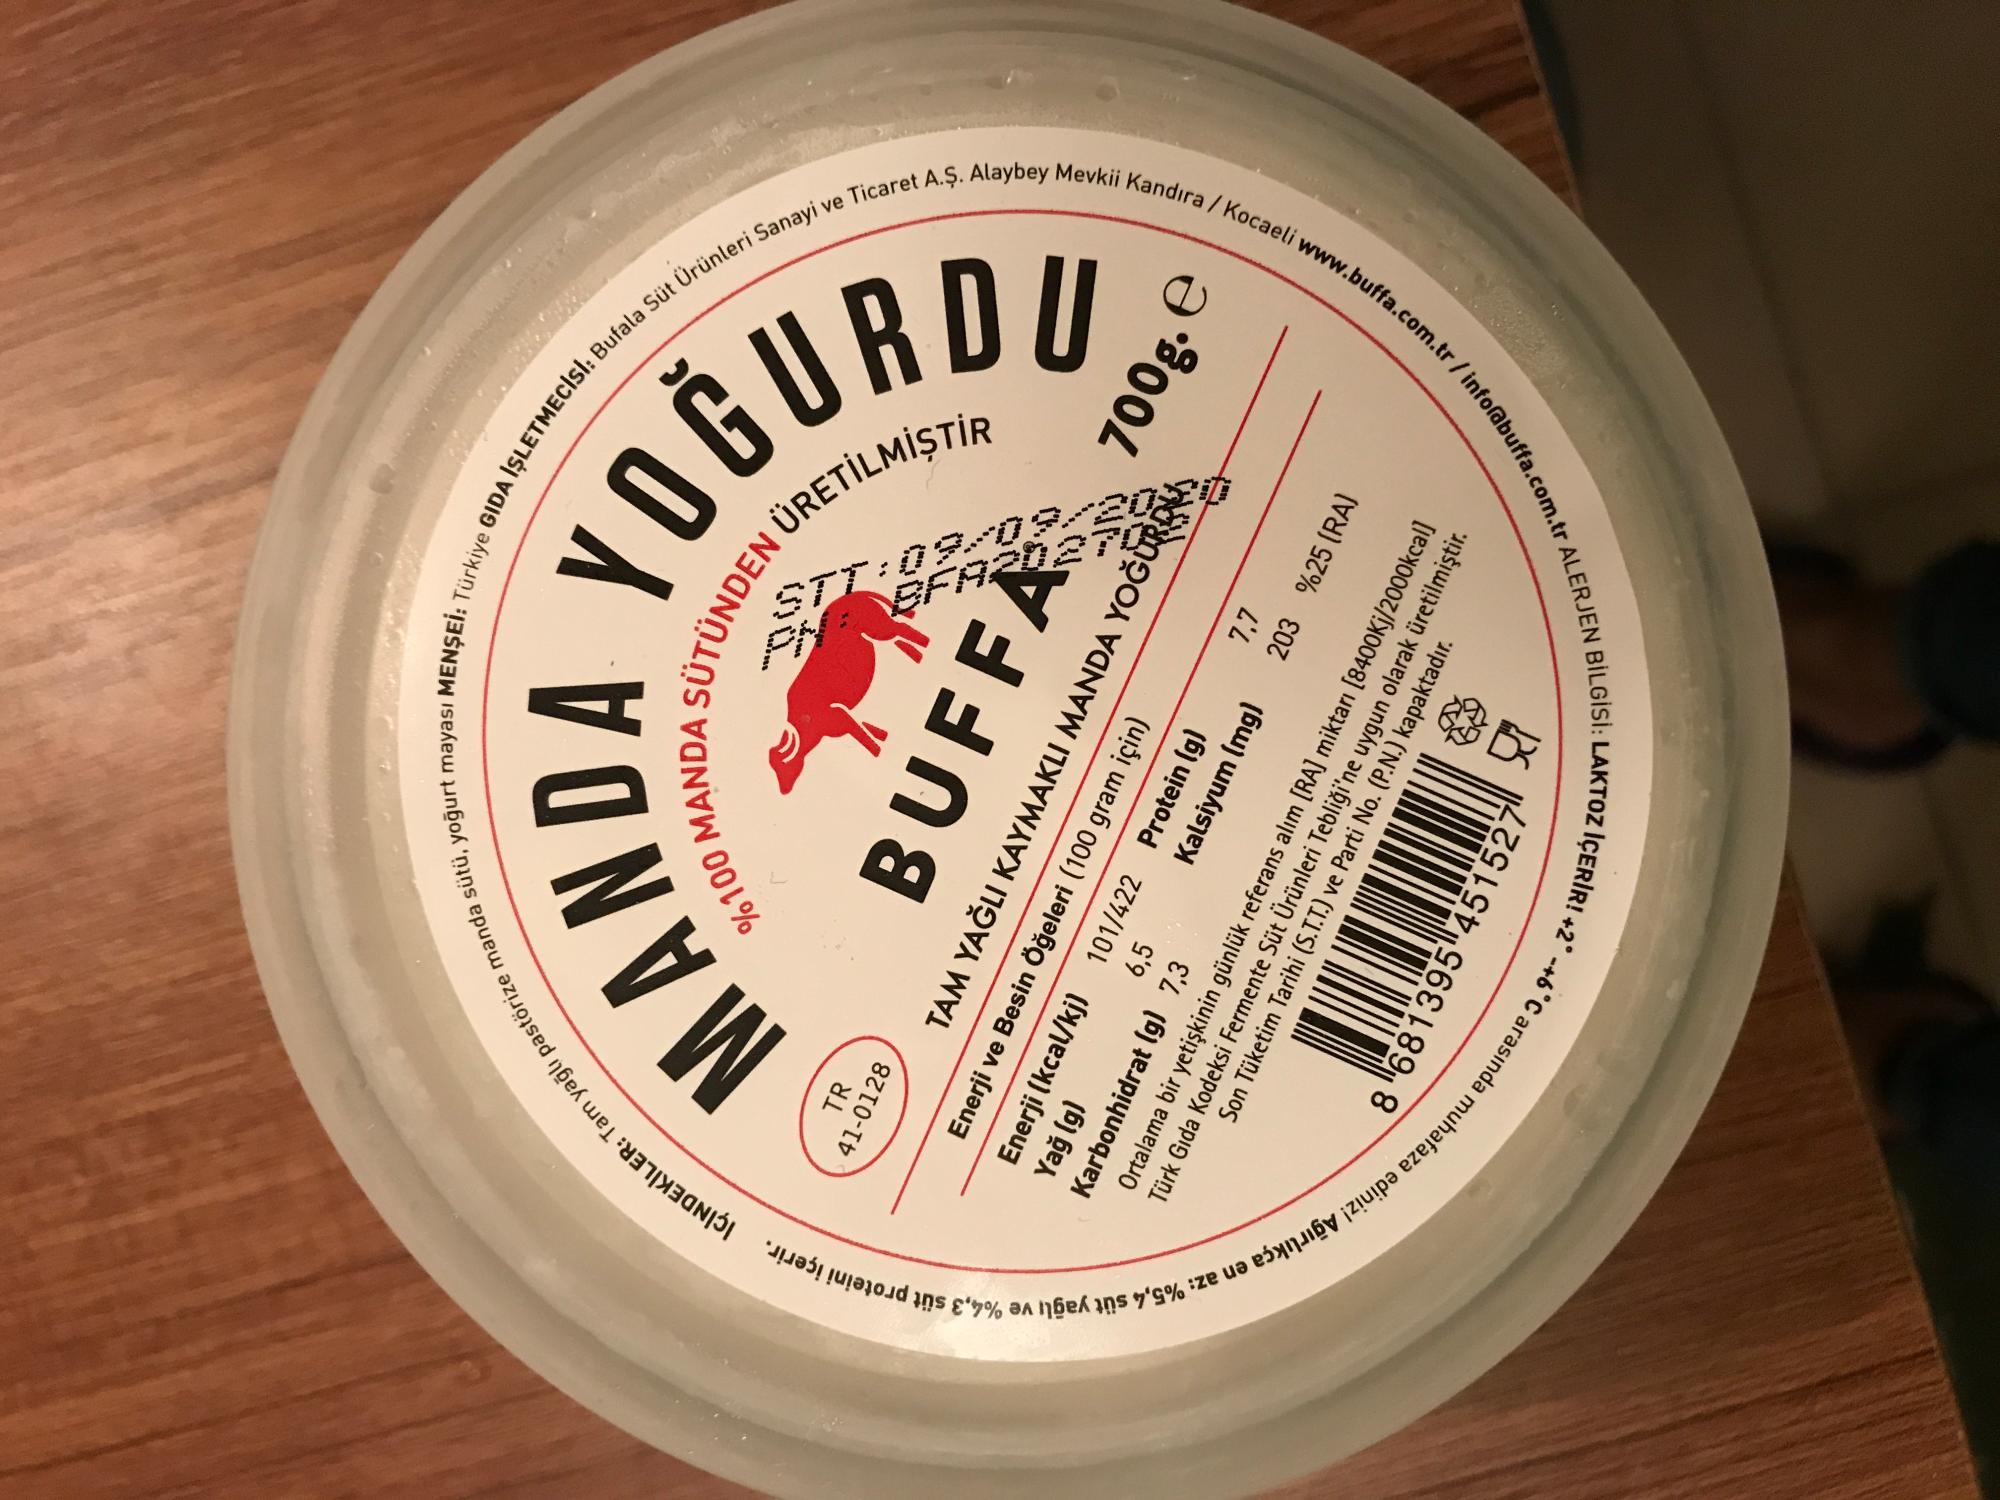 MANDA YOĞURDU
%100 MANDA SÜTÜNDEN ÜRETİLMİŞTİR
700g. ℮
STT:09/09/2020
PN:
BUFFA
TAM YAĞLI KAYMAKLI MANDA YOĞURDU
TR
41-0128
Enerji ve Besin Öğeleri (100 gram için)
Enerji (kcal/kj) 101/422 Protein (g) 7,7
Yağ (g) 6,5 Kalsiyum (mg) 203 %25 (RA)
Karbonhidrat (g) 7,3
Ortalama bir yetişkinin günlük referans alım [RA] miktarı [8400Kj/2000kcal]
Türk Gıda Kodeksi Fermente Süt Ürünleri Tebliği'ne uygun olarak üretilmiştir.
Son Tüketim Tarihi (S.T.T.) ve Parti No. (P.N.) kapaktadır.
8 681395 451527
İÇİNDEKİLER: Tam yağlı pastörize manda sütü, yoğurt mayası MENŞEİ: Türkiye GIDA İŞLETMECİSİ: Bufala Süt Ürünleri Sanayi ve Ticaret A.Ş. Alaybey Mevkii Kandıra / Kocaeli www.buffa.com.tr / info@buffa.com.tr ALERJEN BİLGİSİ: LAKTOZ İÇERİR! +2° -+6° C arasında muhafaza ediniz! Ağırlıkça en az: %5,4 süt yağlı ve %4,3 süt proteini içerir.